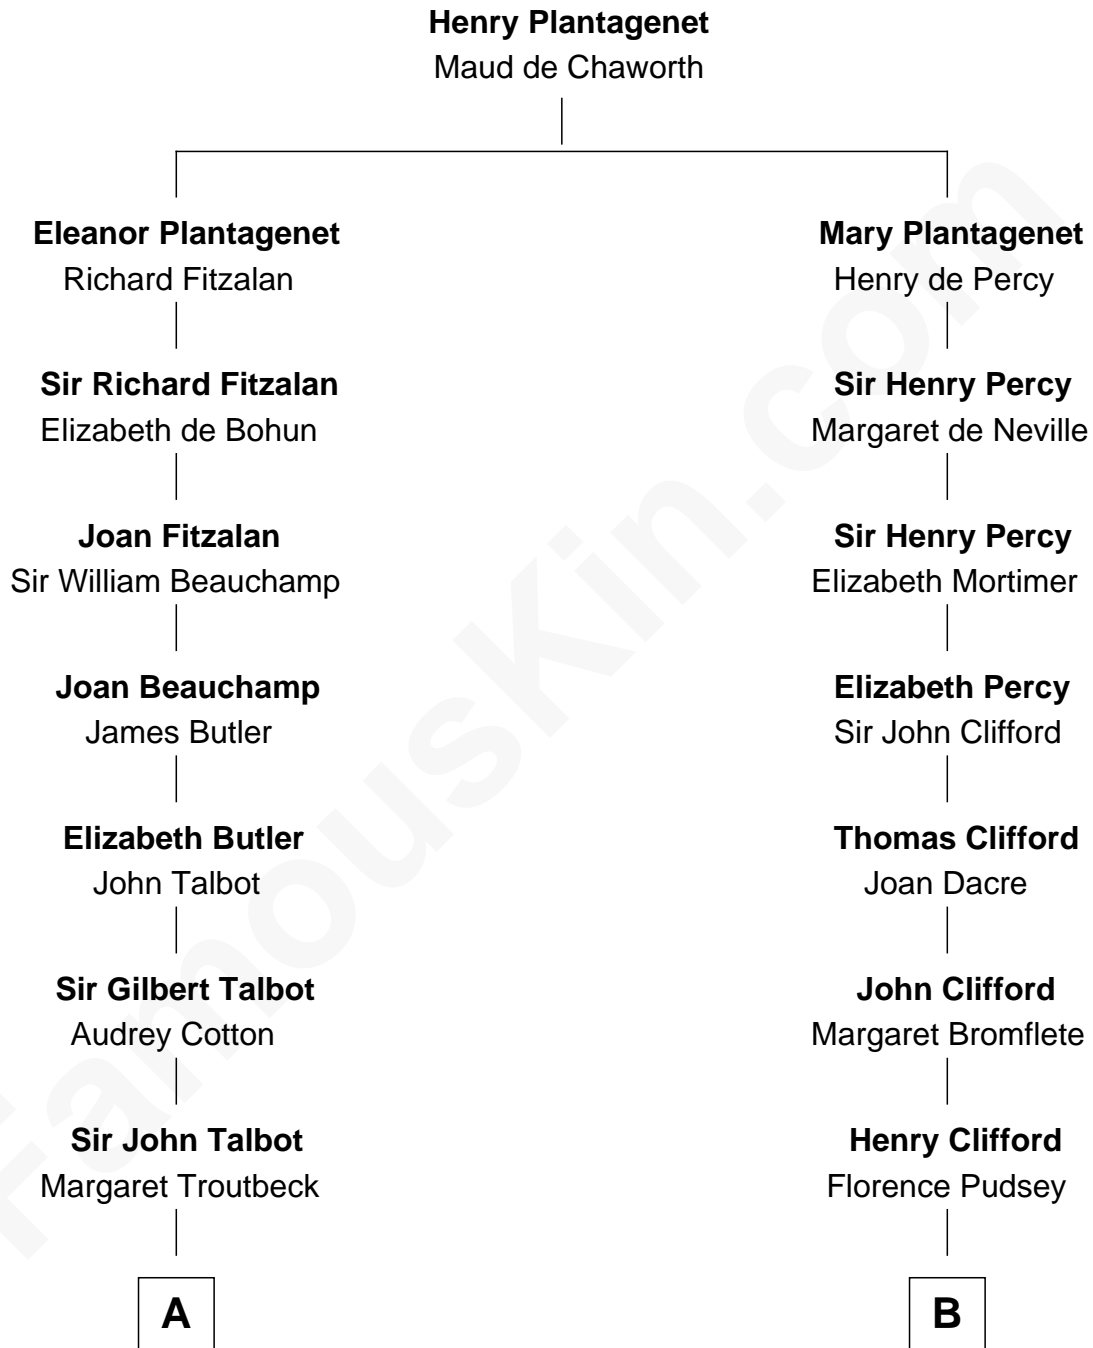 Henry Plantagenet
Maud de Chaworth
Eleanor Plantagenet
Richard Fitzalan
Mary Plantagenet
Henry de Percy
Sir Richard Fitzalan
Elizabeth de Bohun
Sir Henry Percy
Margaret de Neville
Joan Fitzalan
Sir William Beauchamp
Sir Henry Percy
Elizabeth Mortimer
Joan Beauchamp
James Butler
Elizabeth Percy
Sir John Clifford
Elizabeth Butler
John Talbot
Thomas Clifford
Joan Dacre
Sir Gilbert Talbot
Audrey Cotton
John Clifford
Margaret Bromflete
Sir John Talbot
Margaret Troutbeck
Henry Clifford
Florence Pudsey
A
B
FamousKin.com